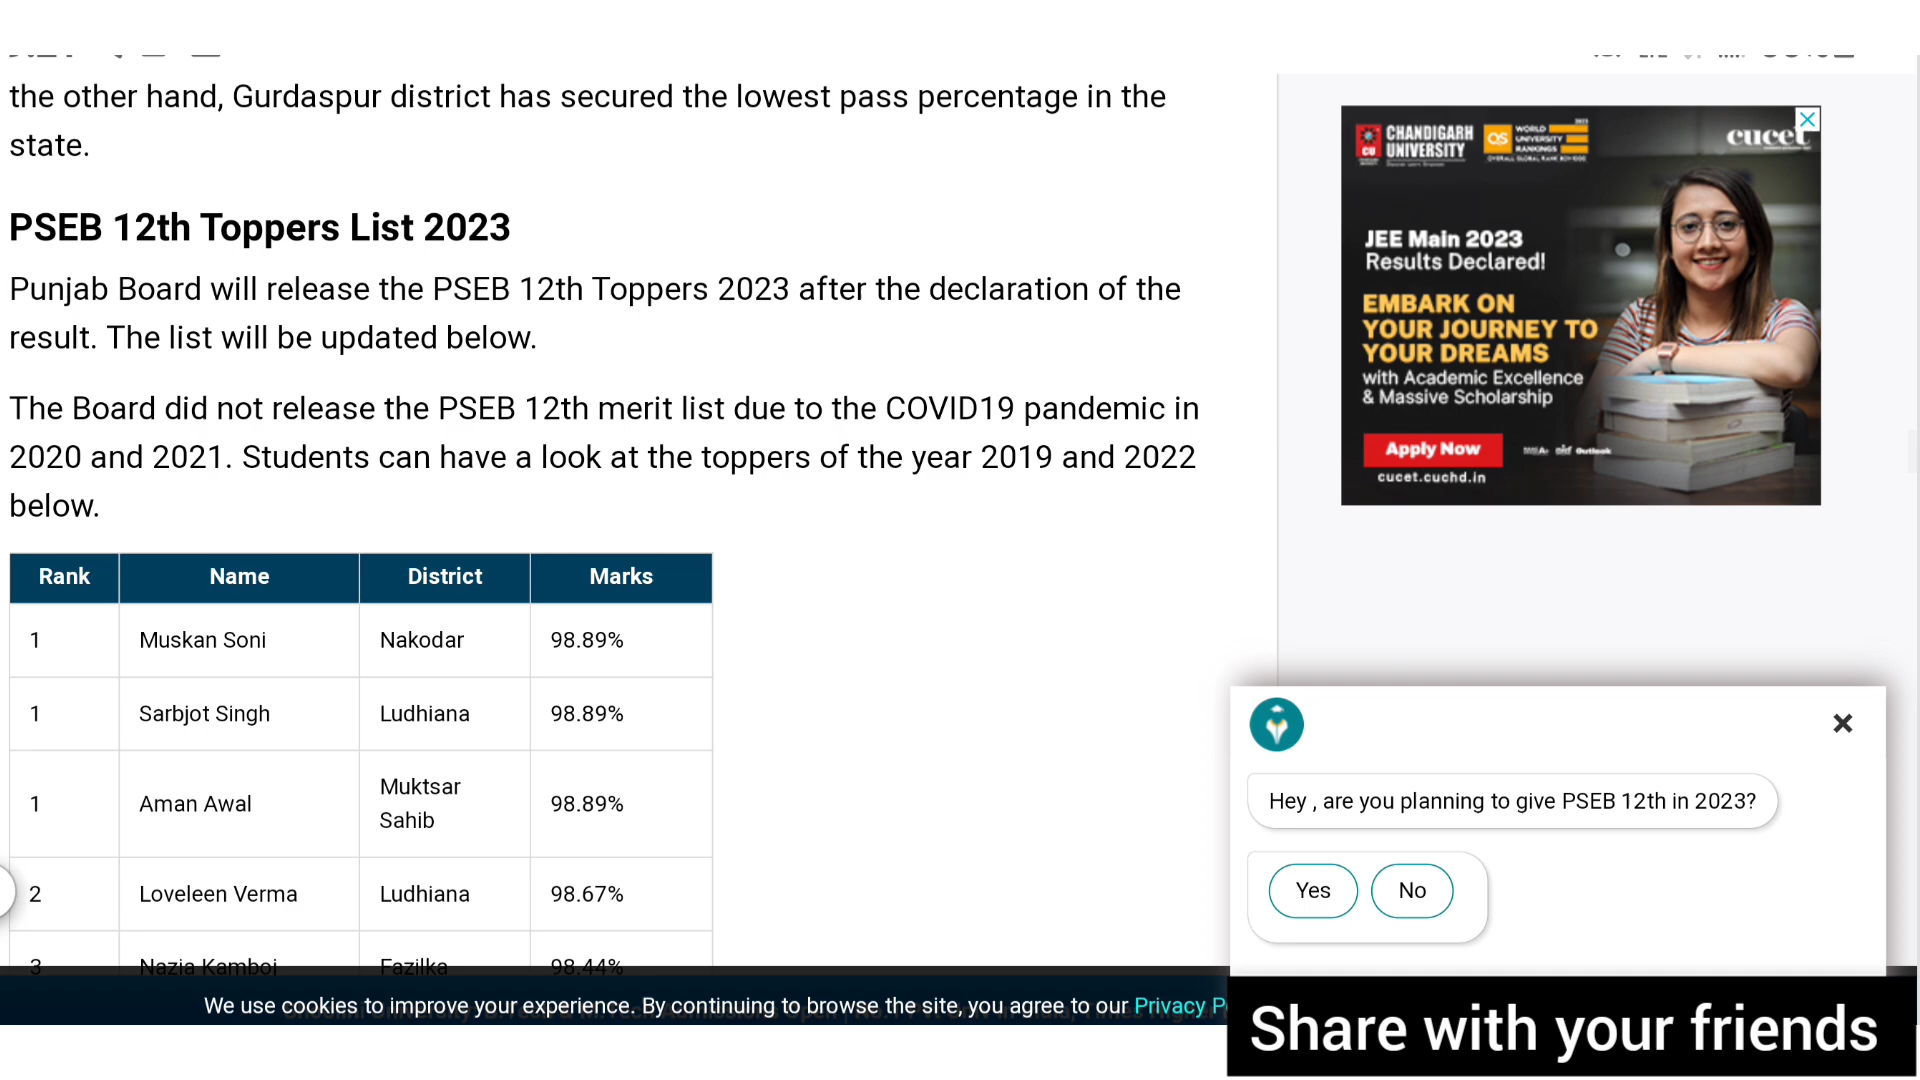 the other hand, Gurdaspur district has secured the lowest pass percentage in the
state.
PSEB 12th Toppers List 2023
Punjab Board will release the PSEB 12th Toppers 2023 after the declaration of the
result. The list will be updated below.
The Board did not release the PSEB 12th merit list due to the COVID19 pandemic in
2020 and 2021. Students can have a look at the toppers of the year 2019 and 2022
below.
Rank Name District Marks
1 Muskan Soni Nakodar 98.89%
1 Sarbjot Singh Ludhiana 98.89%
1 Aman Awal Muktsar Sahib 98.89%
2 Loveleen Verma Ludhiana 98.67%
3 Nazia Kamboj Fazilka 98.44%
We use cookies to improve your experience. By continuing to browse the site, you agree to our Privacy P
CHANDIGARH
UNIVERSITY
CU
QS
WORLD
UNIVERSITY
RANKINGS
cucet
JEE Main 2023
Results Declared!
EMBARK ON
YOUR JOURNEY TO
YOUR DREAMS
with Academic Excellence
& Massive Scholarship
Apply Now
Outlook
cucet.cuchd.in
Hey , are you planning to give PSEB 12th in 2023?
Yes No
Share with your friends